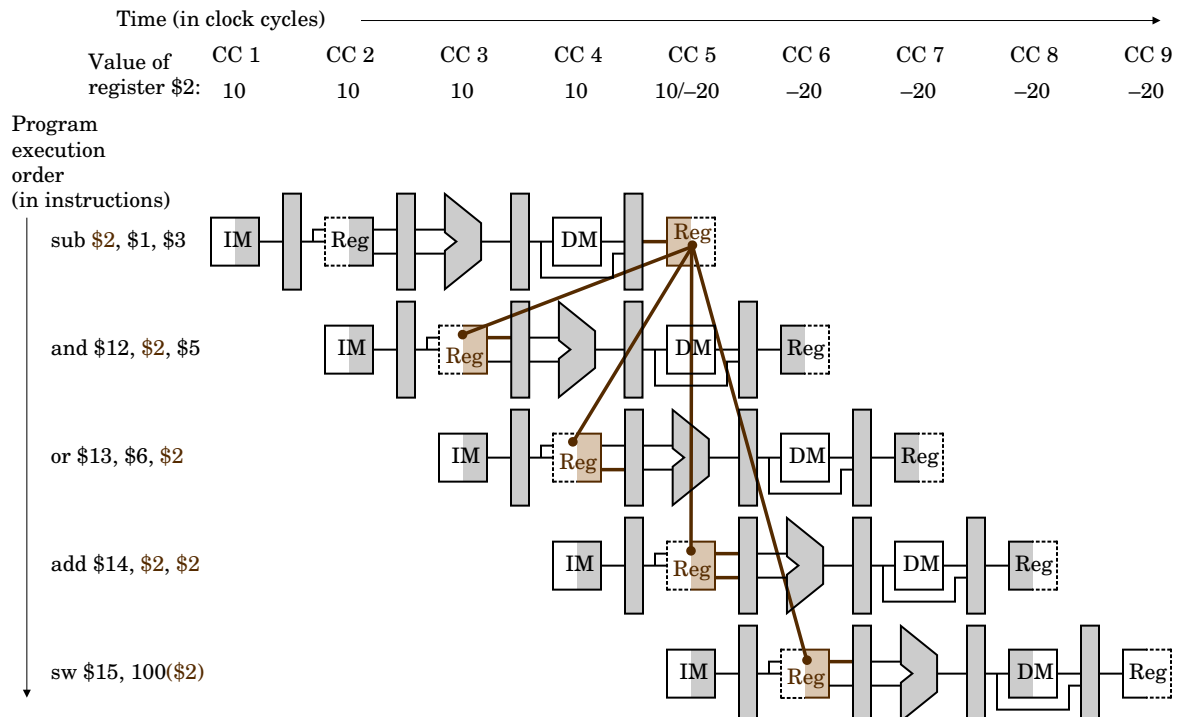 Time (in clock cycles)
CC 1 CC 2 CC 3 CC 4 CC 5 CC 6 CC 7 CC 8 CC 9
Value of
register $2:
10 10 10 10 10/–20 –20 –20 –20 –20
Program
execution
order
(in instructions)
sub $2, $1, $3
IM Reg DM Reg
and $12, $2, $5
IM Reg DM Reg
or $13, $6, $2
IM Reg DM Reg
add $14, $2, $2
IM Reg DM Reg
sw $15, 100($2)
IM Reg DM Reg